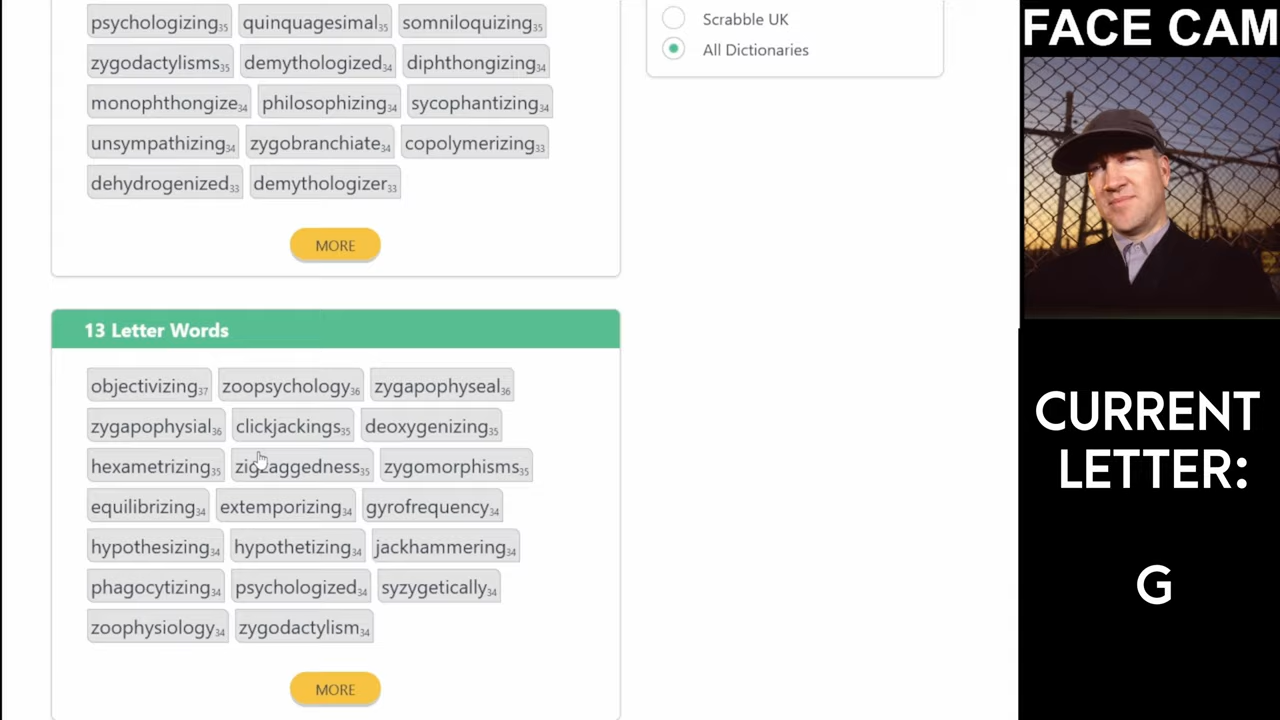 psychologizing35 quinquagesimal35 somniloquizing35
zygodactylisms35 demythologized34 diphthongizing34
monophthongize34 philosophizing34 sycophantizing34
unsympathizing34 zygobranchiate34 copolymerizing33
dehydrogenized33 demythologizer33
MORE
13 Letter Words
objectivizing37 zoopsychology36 zygapophyseal36
zygapophysial36 clickjackings35 deoxygenizing35
hexametrizing35 zigzaggedness35 zygomorphisms35
equilibrizing34 extemporizing34 gyrofrequency34
hypothesizing34 hypothetizing34 jackhammering34
phagocytizing34 psychologized34 syzygetically34
zoophysiology34 zygodactylism34
MORE
Scrabble UK
All Dictionaries
FACE CAM
CURRENT
LETTER:
G